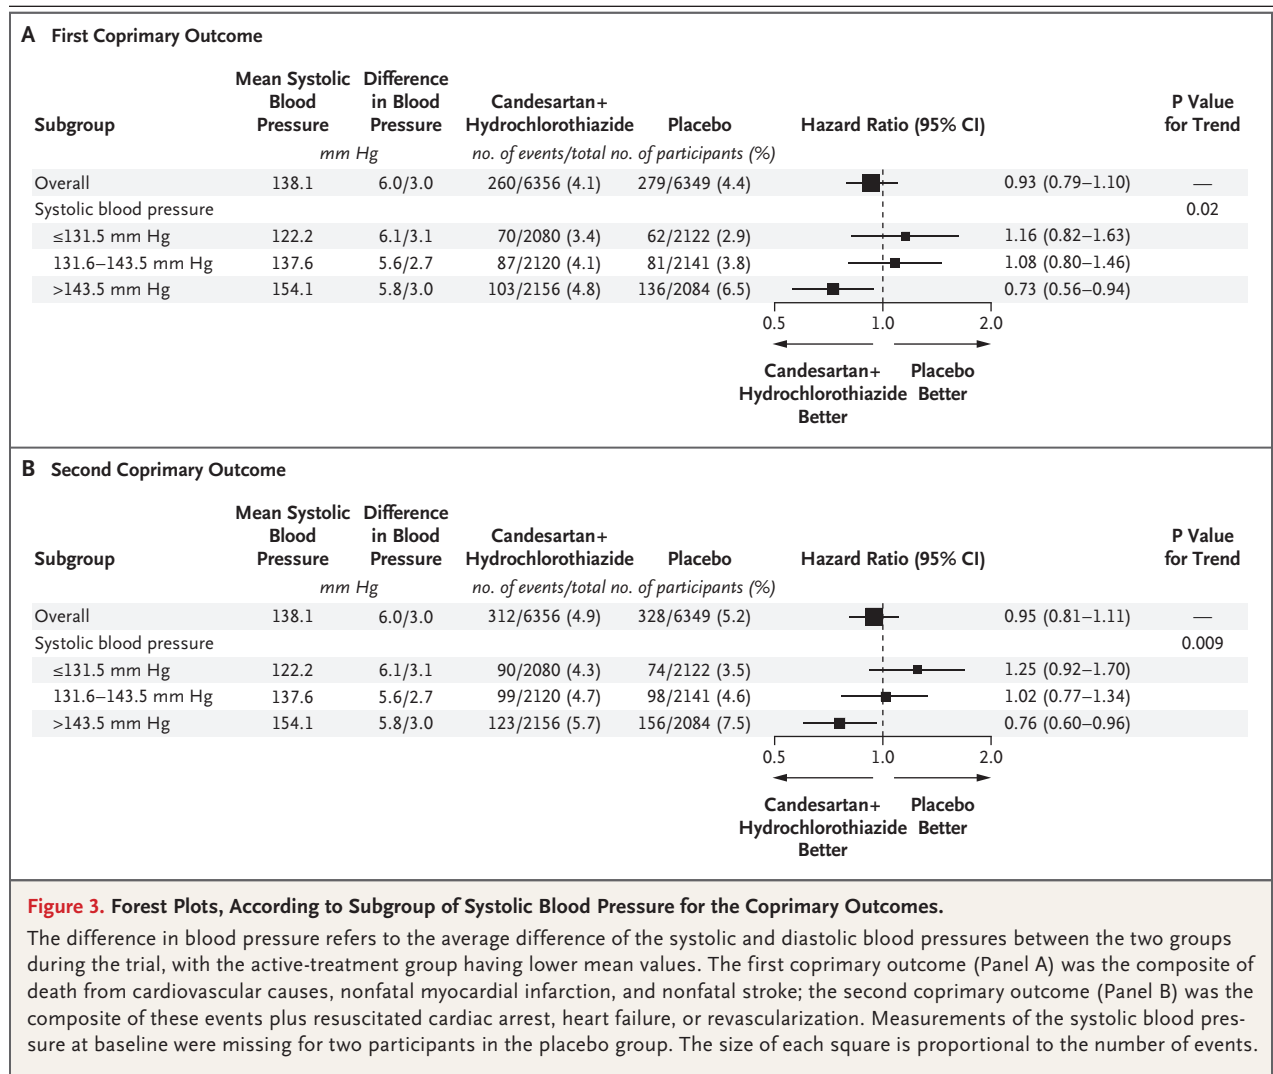 A First Coprimary Outcome
Mean Systolic Blood Pressure
Difference in Blood Pressure
Candesartan+ Hydrochlorothiazide
P Value for Trend
Subgroup
Placebo
Hazard Ratio (95% CI)
mm Hg
no. of events/total no. of participants (%)
Overall 138.1 6.0/3.0 260/6356 (4.1) 279/6349 (4.4) 0.93 (0.79–1.10) —
Systolic blood pressure 0.02
≤131.5 mm Hg 122.2 6.1/3.1 70/2080 (3.4) 62/2122 (2.9) 1.16 (0.82–1.63)
131.6–143.5 mm Hg 137.6 5.6/2.7 87/2120 (4.1) 81/2141 (3.8) 1.08 (0.80–1.46)
>143.5 mm Hg 154.1 5.8/3.0 103/2156 (4.8) 136/2084 (6.5) 0.73 (0.56–0.94)
0.5 1.0 2.0
Candesartan+ Placebo
Hydrochlorothiazide Better
Better
B Second Coprimary Outcome
Mean Systolic Blood Pressure
Difference in Blood Pressure
Candesartan+ Hydrochlorothiazide
P Value for Trend
Subgroup
Placebo
Hazard Ratio (95% CI)
mm Hg
no. of events/total no. of participants (%)
Overall 138.1 6.0/3.0 312/6356 (4.9) 328/6349 (5.2) 0.95 (0.81–1.11) —
Systolic blood pressure 0.009
≤131.5 mm Hg 122.2 6.1/3.1 90/2080 (4.3) 74/2122 (3.5) 1.25 (0.92–1.70)
131.6–143.5 mm Hg 137.6 5.6/2.7 99/2120 (4.7) 98/2141 (4.6) 1.02 (0.77–1.34)
>143.5 mm Hg 154.1 5.8/3.0 123/2156 (5.7) 156/2084 (7.5) 0.76 (0.60–0.96)
0.5 1.0 2.0
Candesartan+ Placebo
Hydrochlorothiazide Better
Better
Figure 3. Forest Plots, According to Subgroup of Systolic Blood Pressure for the Coprimary Outcomes.
The difference in blood pressure refers to the average difference of the systolic and diastolic blood pressures between the two groups
during the trial, with the active-treatment group having lower mean values. The first coprimary outcome (Panel A) was the composite of
death from cardiovascular causes, nonfatal myocardial infarction, and nonfatal stroke; the second coprimary outcome (Panel B) was the
composite of these events plus resuscitated cardiac arrest, heart failure, or revascularization. Measurements of the systolic blood pres-
sure at baseline were missing for two participants in the placebo group. The size of each square is proportional to the number of events.